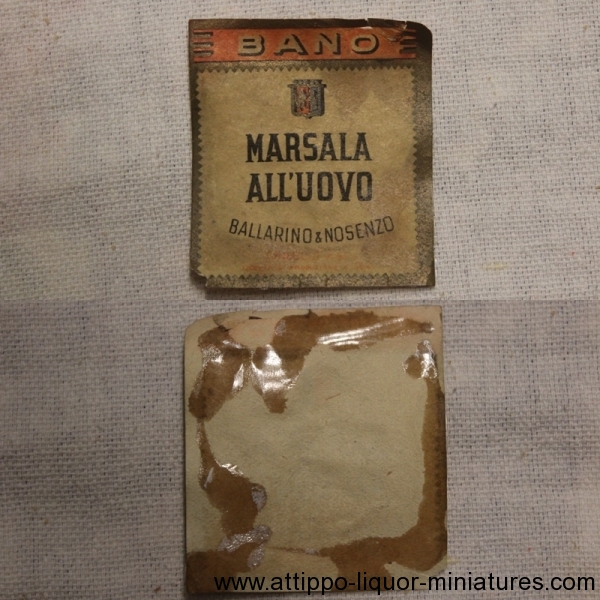 BANO
MARSALA
ALL'UOVO
BALLARINO & NOSENZO
www.attippo-liquor-miniatures.com